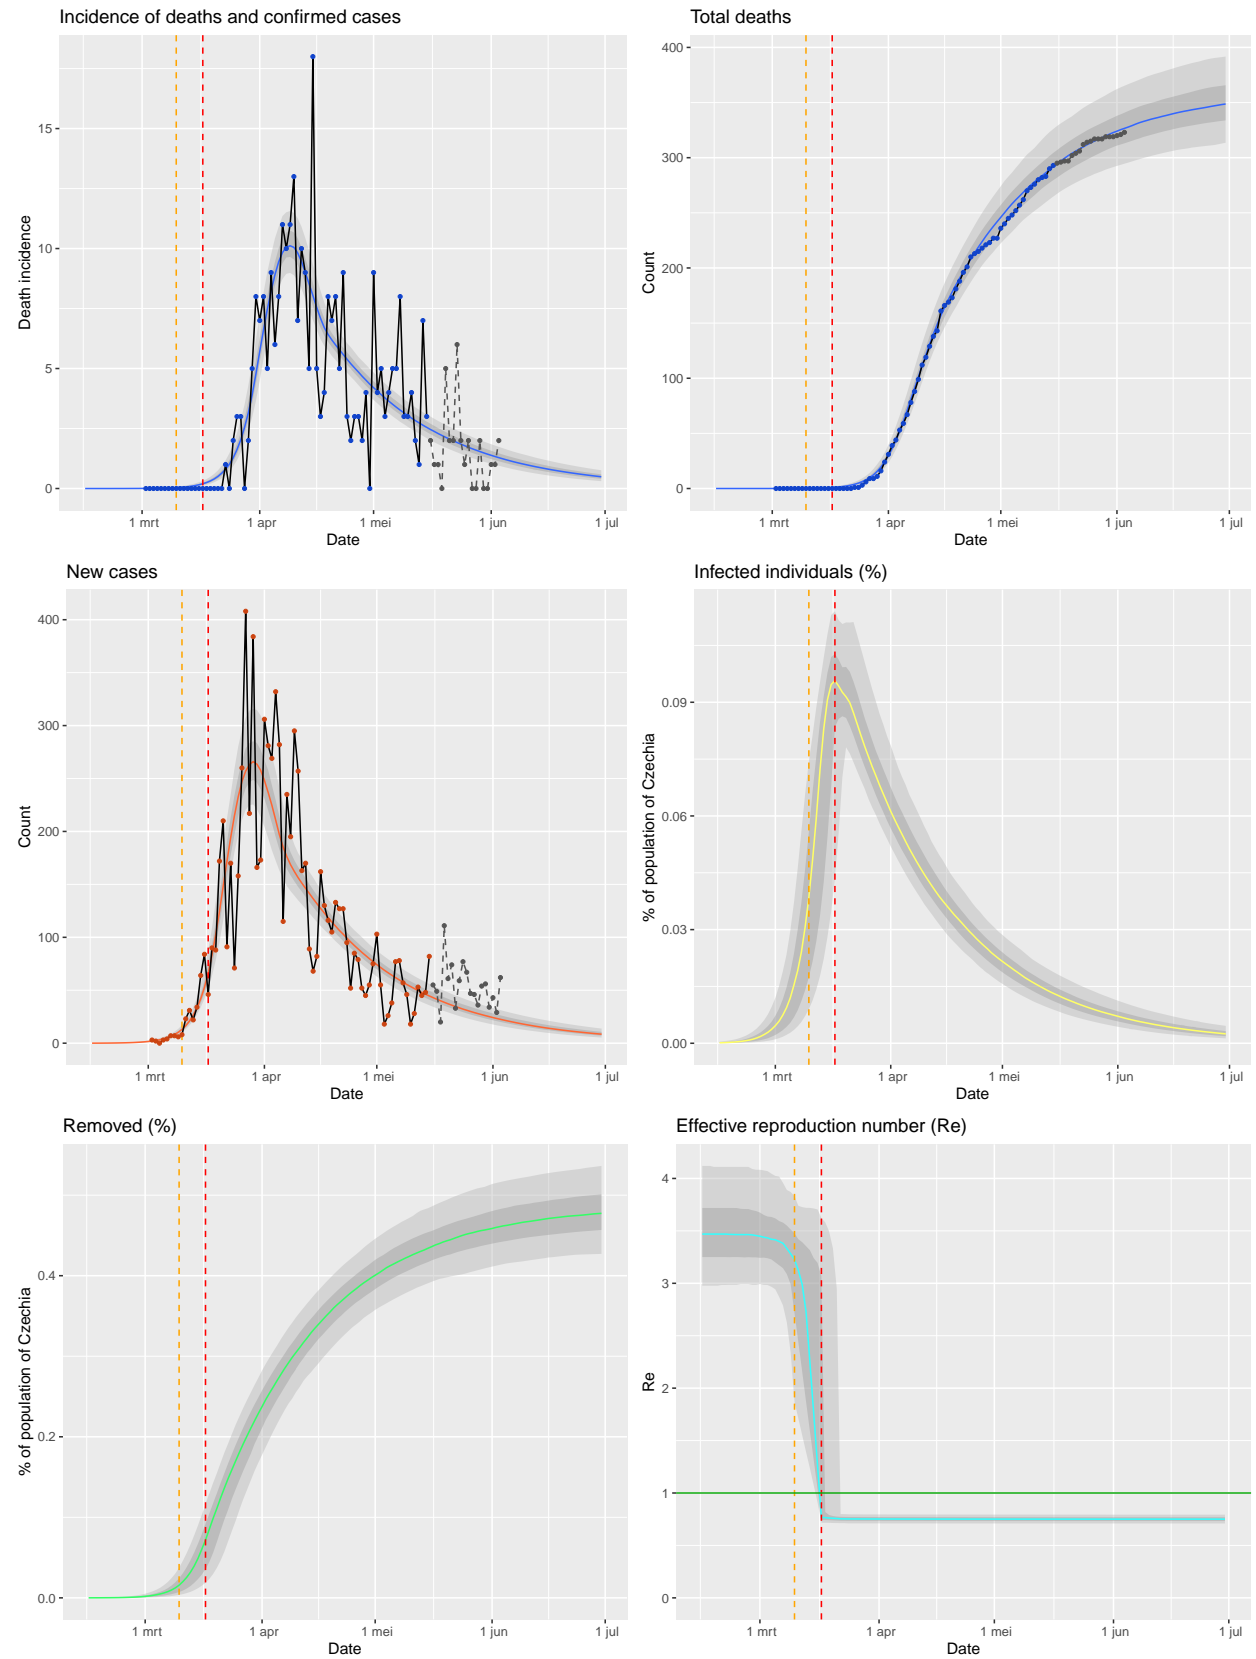 Incidence of deaths and confirmed cases
Death incidence
15
10
5
0
1 mrt 1 apr 1 mei 1 jun 1 jul
Date
Total deaths
Count
400
300
200
100
0
1 mrt 1 apr 1 mei 1 jun 1 jul
Date
New cases
Count
400
300
200
100
0
1 mrt 1 apr 1 mei 1 jun 1 jul
Date
Infected individuals (%)
% of population of Czechia
0.09
0.06
0.03
0.00
1 mrt 1 apr 1 mei 1 jun 1 jul
Date
Removed (%)
% of population of Czechia
0.4
0.2
0.0
1 mrt 1 apr 1 mei 1 jun 1 jul
Date
Effective reproduction number (Re)
Re
4
3
2
1
0
1 mrt 1 apr 1 mei 1 jun 1 jul
Date